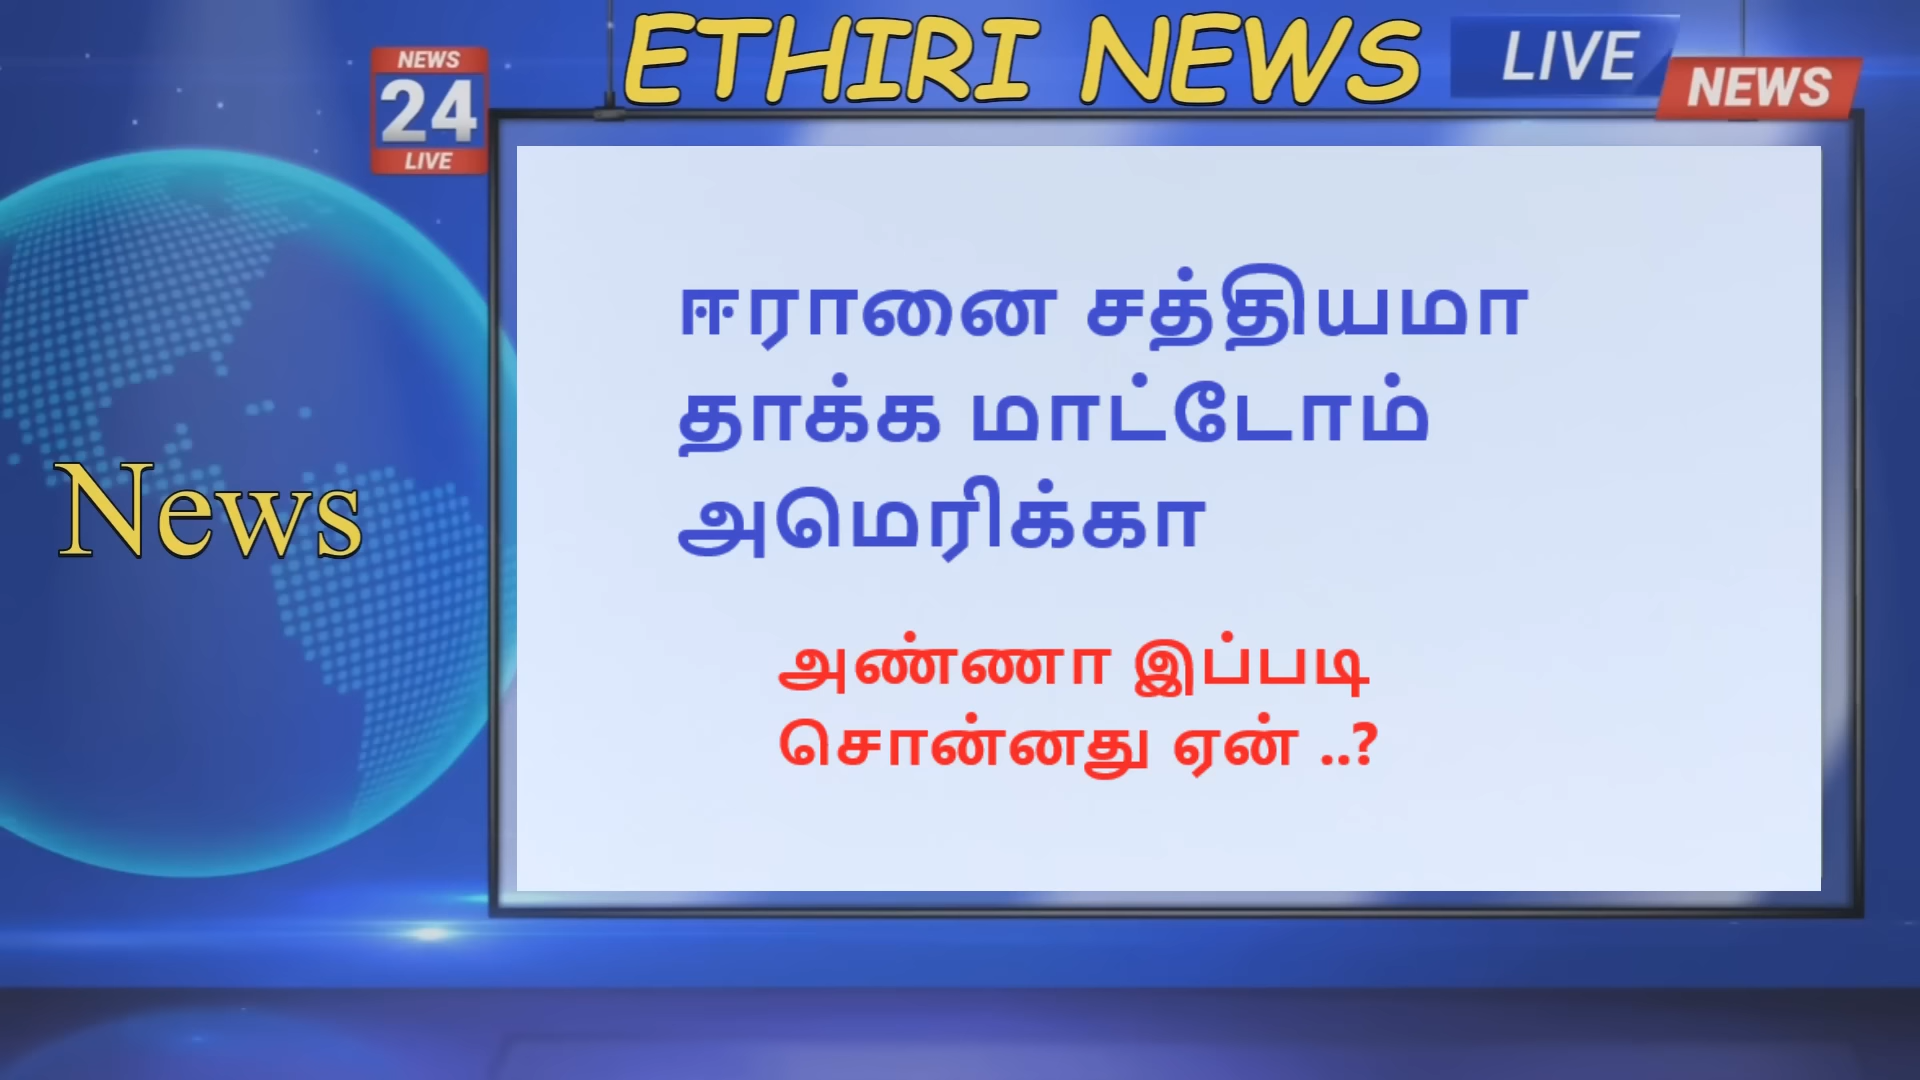 ETHIRI NEWS
LIVE
NEWS
NEWS
24
LIVE
News
ஈரானை சத்தியமா
தாக்க மாட்டோம்
அமெரிக்கா
அண்ணா இப்படி
சொன்னது ஏன் ..?